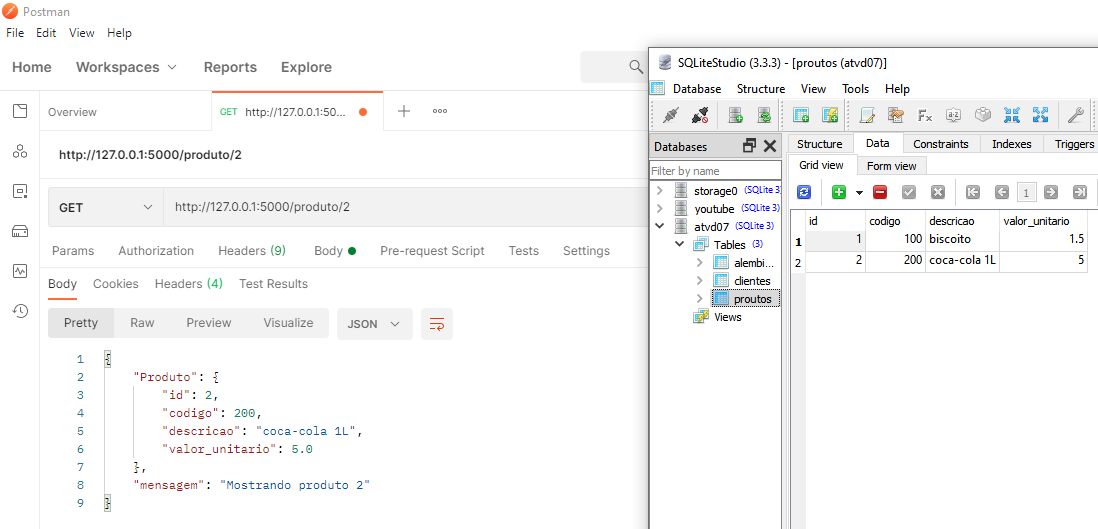 Postman
File Edit View Help
Home Workspaces Reports Explore
Overview
GET http://127.0.0.1:50...
http://127.0.0.1:5000/produto/2
GET http://127.0.0.1:5000/produto/2
Params Authorization Headers (9) Body Pre-request Script Tests Settings
Body Cookies Headers (4) Test Results
Pretty Raw Preview Visualize JSON
1 {
2 "Produto": {
3 "id": 2,
4 "codigo": 200,
5 "descricao": "coca-cola 1L",
6 "valor_unitario": 5.0
7 },
8 "mensagem": "Mostrando produto 2"
9 }
SQLiteStudio (3.3.3) - [proutos (atvd07)]
Database Structure View Tools Help
Databases
Filter by name
storage0 (SQLite 3)
youtube (SQLite 3)
atvd07 (SQLite 3)
Tables (3)
alembi...
clientes
proutos
Views
Structure Data Constraints Indexes Triggers
Grid view Form view
1
id codigo descricao valor_unitario
1 1 100 biscoito 1.5
2 2 200 coca-cola 1L 5